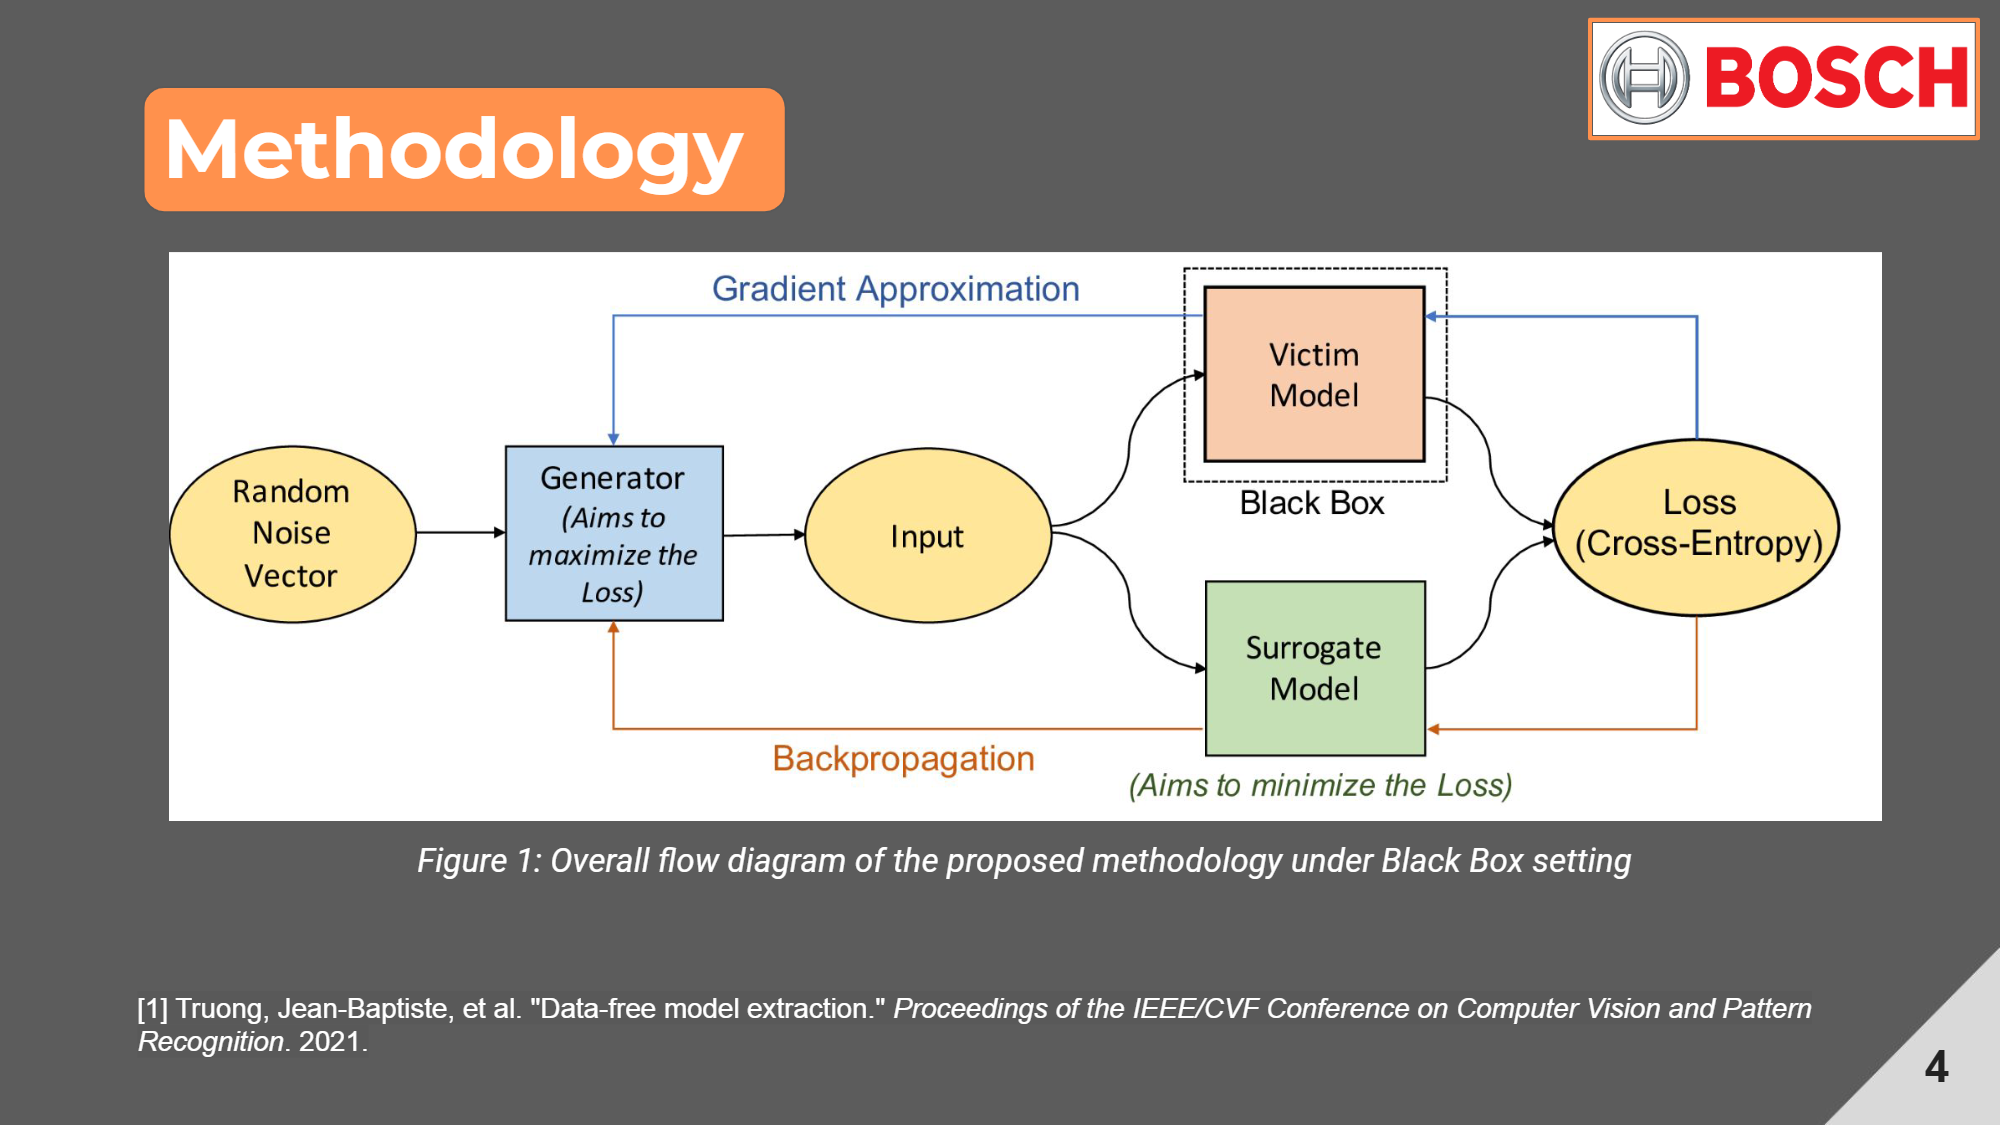 BOSCH
Methodology
Gradient Approximation
Victim
Model
Black Box
Random
Noise
Vector
Generator
(Aims to
maximize the
Loss)
Input
Loss
(Cross-Entropy)
Surrogate
Model
Backpropagation
(Aims to minimize the Loss)
Figure 1: Overall flow diagram of the proposed methodology under Black Box setting
[1] Truong, Jean-Baptiste, et al. "Data-free model extraction." Proceedings of the IEEE/CVF Conference on Computer Vision and Pattern
Recognition. 2021.
4